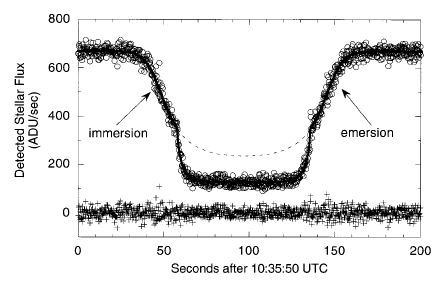 800
600
400
200
0
Detected Stellar Flux
(ADU/sec)
immersion
emersion
0 50 100 150 200
Seconds after 10:35:50 UTC